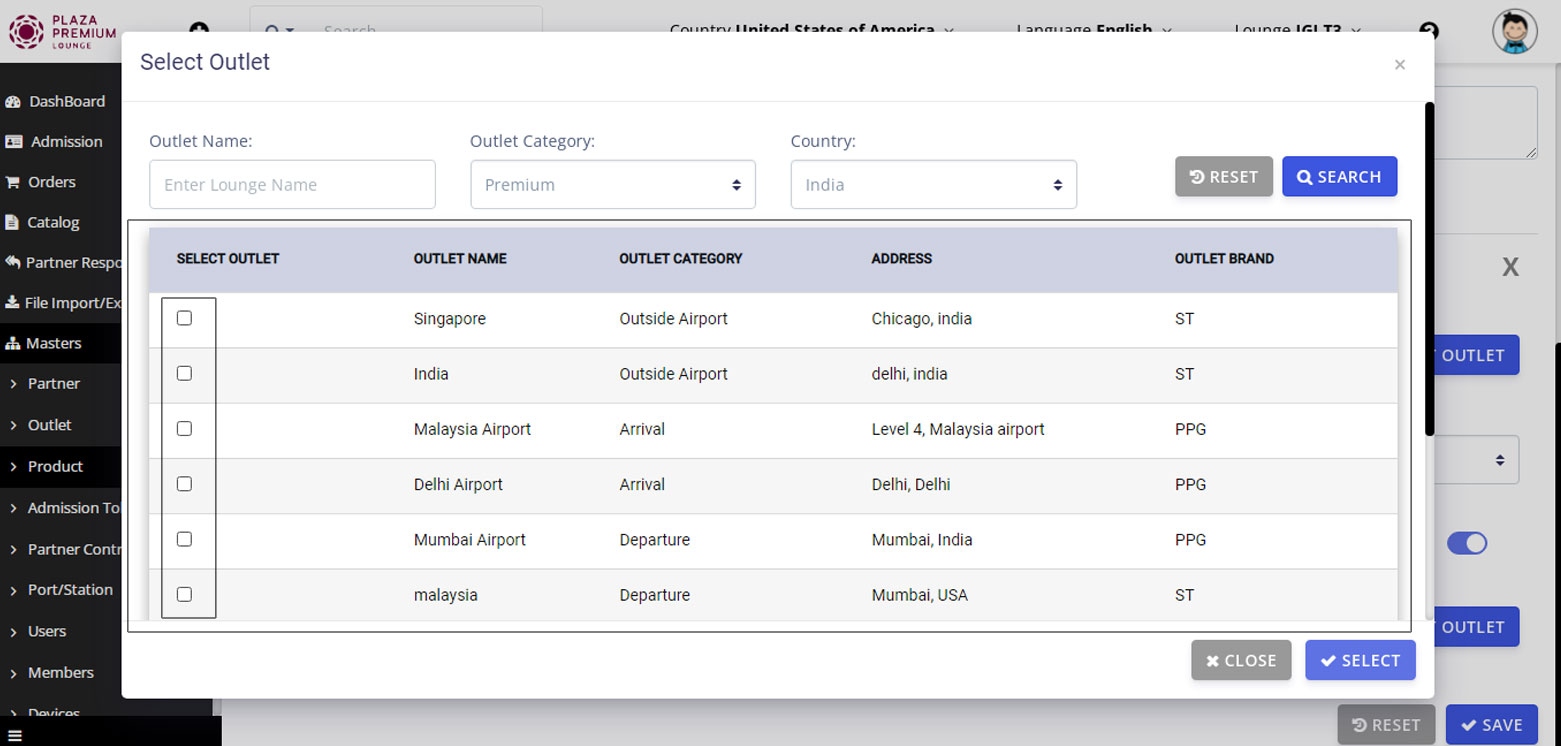 PLAZA
PREMIUM
LOUNGE
Search
Country United States of America
Language English
Lounge IGI T3
Select Outlet
×
DashBoard
Admission
Orders
Catalog
Partner Respo
File Import/Ex
Masters
Partner
Outlet
Product
Admission To
Partner Contr
Port/Station
Users
Members
Devices
Outlet Name:
Outlet Category:
Country:
Enter Lounge Name
Premium
India
RESET
SEARCH
SELECT OUTLET OUTLET NAME OUTLET CATEGORY ADDRESS OUTLET BRAND
Singapore Outside Airport Chicago, india ST
India Outside Airport delhi, india ST
Malaysia Airport Arrival Level 4, Malaysia airport PPG
Delhi Airport Arrival Delhi, Delhi PPG
Mumbai Airport Departure Mumbai, India PPG
malaysia Departure Mumbai, USA ST
CLOSE
SELECT
X
OUTLET
OUTLET
RESET
SAVE